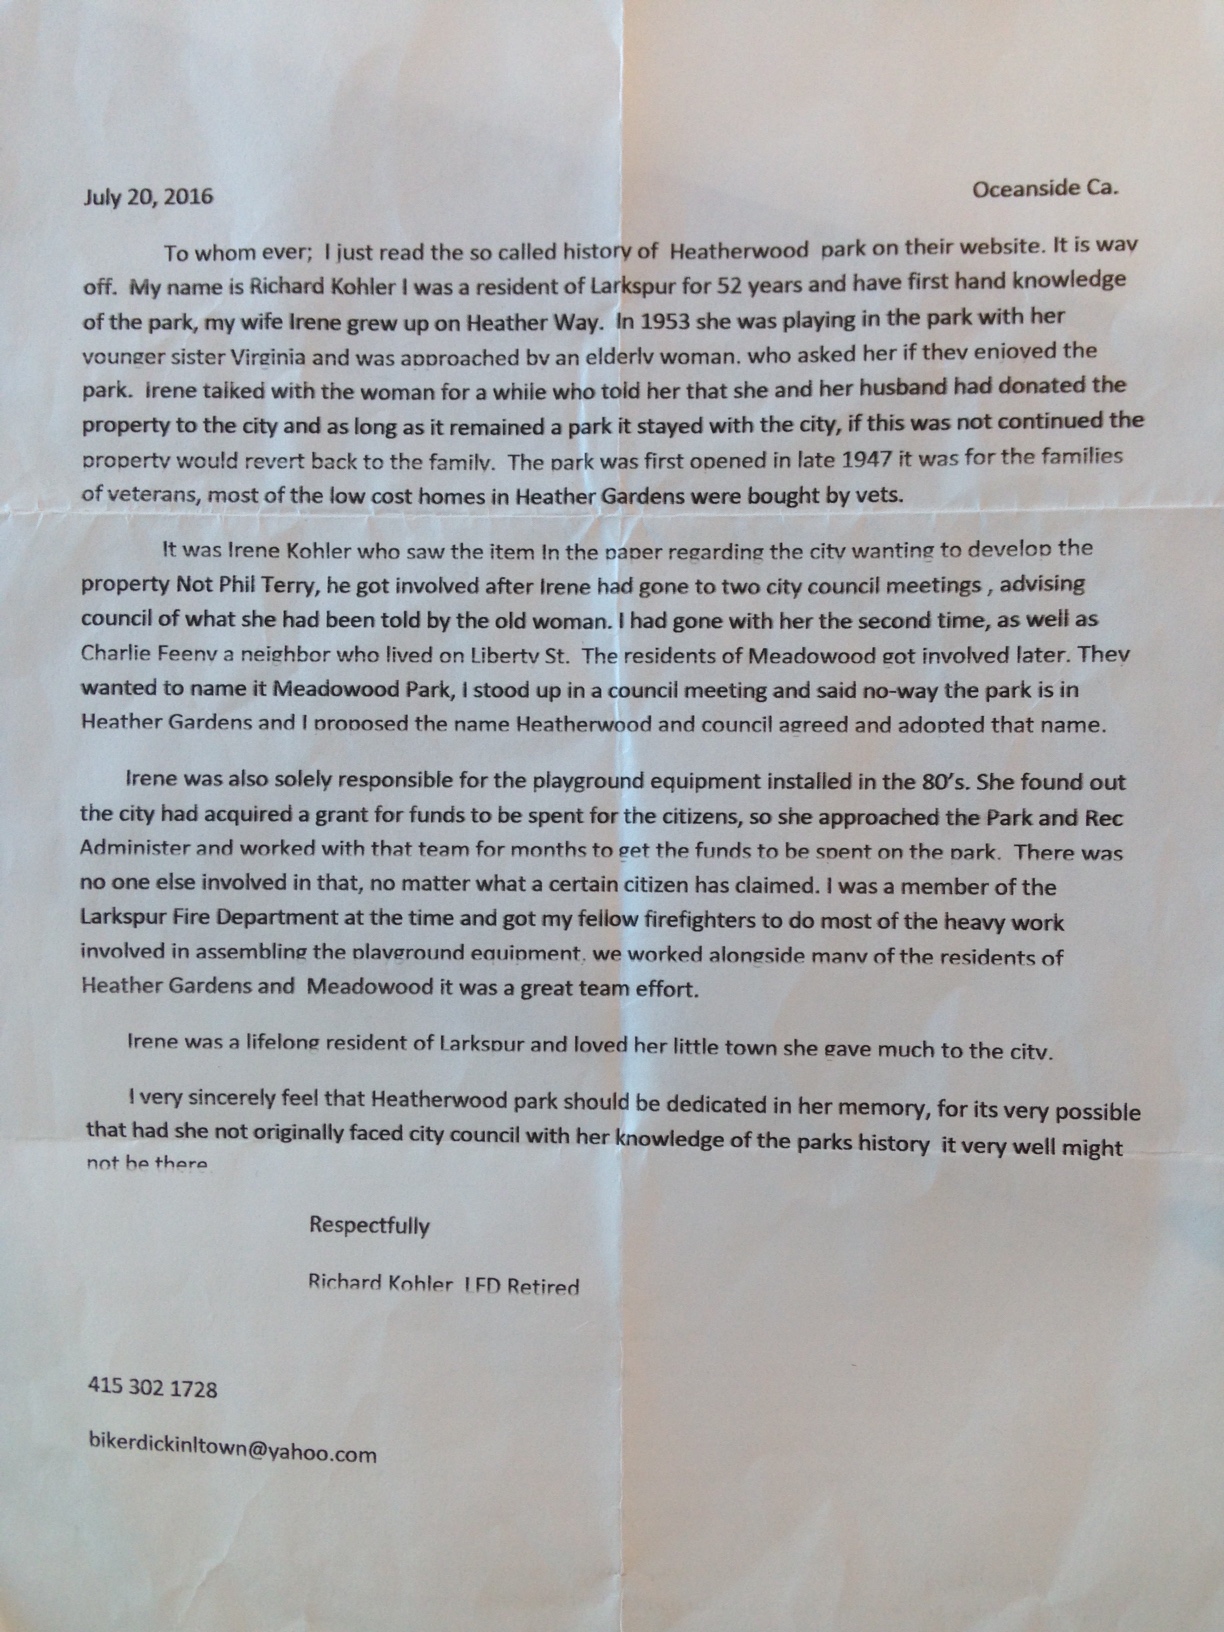 July 20, 2016 Oceanside Ca.
To whom ever; I just read the so called history of Heatherwood park on their website. It is way
off. My name is Richard Kohler I was a resident of Larkspur for 52 years and have first hand knowledge
of the park, my wife Irene grew up on Heather Way. In 1953 she was playing in the park with her
younger sister Virginia and was approached by an elderly woman, who asked her if they enjoyed the
park. Irene talked with the woman for a while who told her that she and her husband had donated the
property to the city and as long as it remained a park it stayed with the city, if this was not continued the
property would revert back to the family. The park was first opened in late 1947 it was for the families
of veterans, most of the low cost homes in Heather Gardens were bought by vets.
It was Irene Kohler who saw the item In the paper regarding the city wanting to develop the
property Not Phil Terry, he got involved after Irene had gone to two city council meetings , advising
council of what she had been told by the old woman. I had gone with her the second time, as well as
Charlie Feeny a neighbor who lived on Liberty St. The residents of Meadowood got involved later. They
wanted to name it Meadowood Park, I stood up in a council meeting and said no-way the park is in
Heather Gardens and I proposed the name Heatherwood and council agreed and adopted that name.
Irene was also solely responsible for the playground equipment installed in the 80's. She found out
the city had acquired a grant for funds to be spent for the citizens, so she approached the Park and Rec
Administer and worked with that team for months to get the funds to be spent on the park. There was
no one else involved in that, no matter what a certain citizen has claimed. I was a member of the
Larkspur Fire Department at the time and got my fellow firefighters to do most of the heavy work
involved in assembling the playground equipment, we worked alongside many of the residents of
Heather Gardens and Meadowood it was a great team effort.
Irene was a lifelong resident of Larkspur and loved her little town she gave much to the city.
I very sincerely feel that Heatherwood park should be dedicated in her memory, for its very possible
that had she not originally faced city council with her knowledge of the parks history it very well might
not be there
Respectfully
Richard Kohler LFD Retired
415 302 1728
bikerdickinltown@yahoo.com